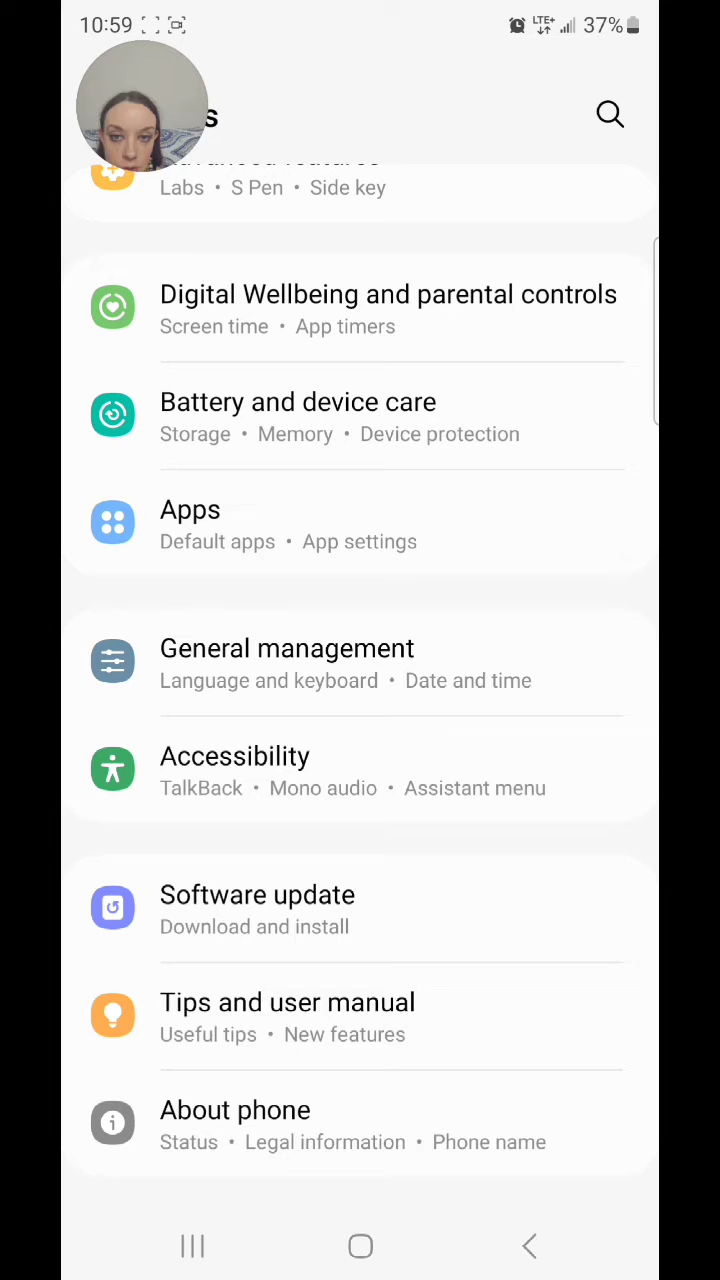 10:59 LTE+ 37%
s
Labs • S Pen • Side key
Digital Wellbeing and parental controls
Screen time • App timers
Battery and device care
Storage • Memory • Device protection
Apps
Default apps • App settings
General management
Language and keyboard • Date and time
Accessibility
TalkBack • Mono audio • Assistant menu
Software update
Download and install
Tips and user manual
Useful tips • New features
About phone
Status • Legal information • Phone name